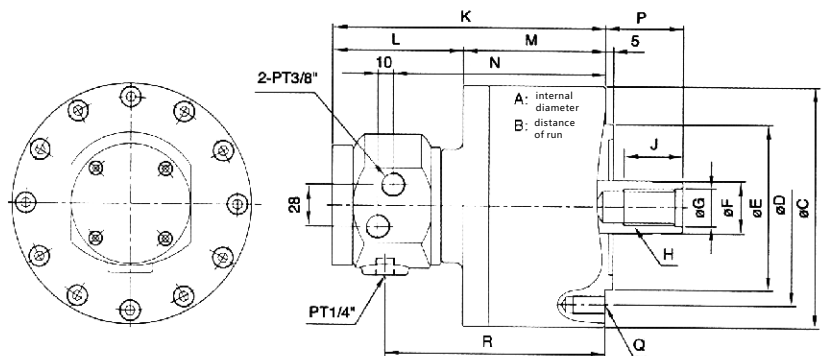 K
P
L
M
5
10
N
2-PT3/8"
A: internal
diameter
B: distance
of run
J
28
øG
øF
øE
øD
øC
H
PT1/4"
R
Q